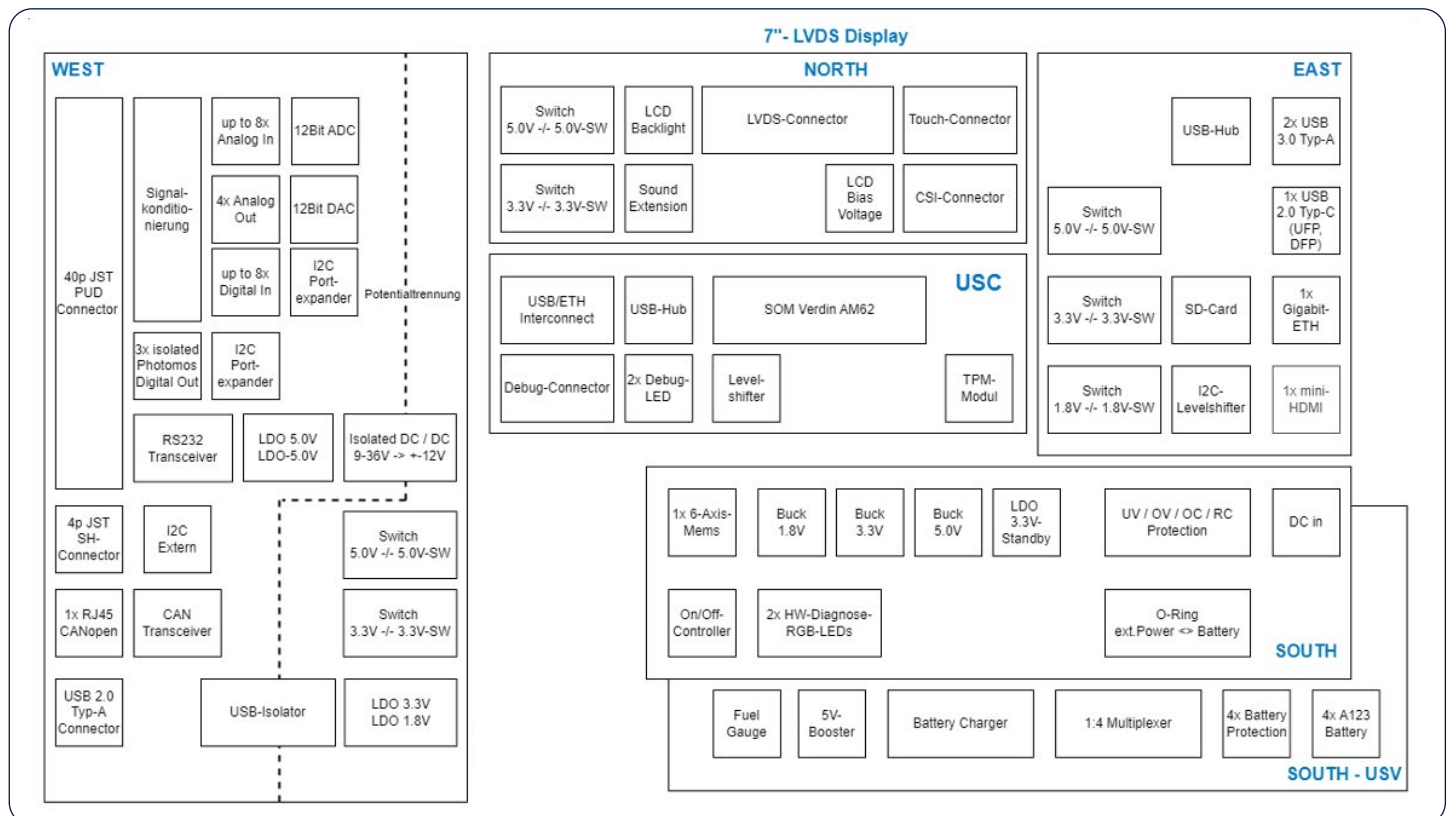 7"- LVDS Display
WEST
40p JST
PUD
Connector
Signal-
konditio-
nierung
up to 8x
Analog In
12Bit ADC
4x Analog
Out
12Bit DAC
up to 8x
Digital In
I2C
Port-
expander
Potentialtrennung
3x isolated
Photomos
Digital Out
I2C
Port-
expander
RS232
Transceiver
LDO 5.0V
LDO-5.0V
Isolated DC / DC
9-36V -> +-12V
4p JST
SH-
Connector
I2C
Extern
Switch
5.0V -/- 5.0V-SW
1x RJ45
CANopen
CAN
Transceiver
Switch
3.3V -/- 3.3V-SW
USB 2.0
Typ-A
Connector
USB-Isolator
LDO 3.3V
LDO 1.8V
NORTH
Switch
5.0V -/- 5.0V-SW
LCD
Backlight
LVDS-Connector
Touch-Connector
Switch
3.3V -/- 3.3V-SW
Sound
Extension
LCD
Bias
Voltage
CSI-Connector
USC
USB/ETH
Interconnect
USB-Hub
SOM Verdin AM62
Debug-Connector
2x Debug-
LED
Level-
shifter
TPM-
Modul
EAST
USB-Hub
2x USB
3.0 Typ-A
Switch
5.0V -/- 5.0V-SW
1x USB
2.0 Typ-C
(UFP,
DFP)
Switch
3.3V -/- 3.3V-SW
SD-Card
1x
Gigabit-
ETH
Switch
1.8V -/- 1.8V-SW
I2C-
Levelshifter
1x mini-
HDMI
1x 6-Axis-
Mems
Buck
1.8V
Buck
3.3V
Buck
5.0V
LDO
3.3V-
Standby
UV / OV / OC / RC
Protection
DC in
On/Off-
Controller
2x HW-Diagnose-
RGB-LEDs
O-Ring
ext.Power <> Battery
SOUTH
Fuel
Gauge
5V-
Booster
Battery Charger
1:4 Multiplexer
4x Battery
Protection
4x A123
Battery
SOUTH - USV